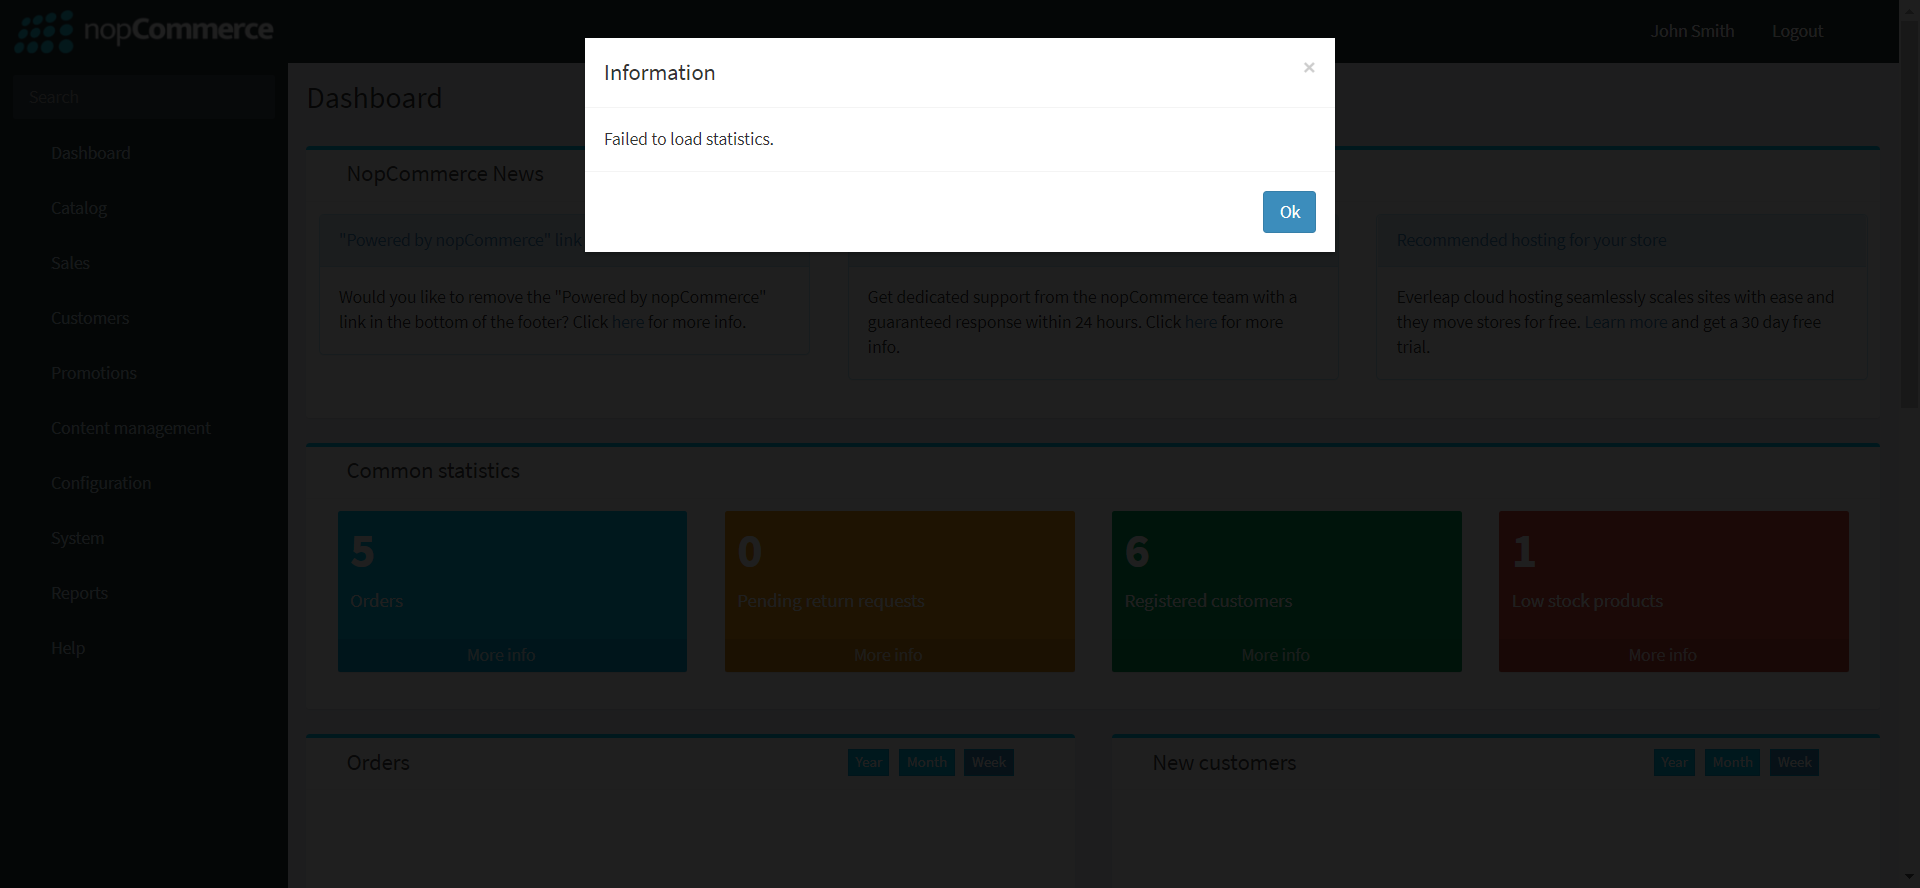 nopCommerce
John Smith
Logout
Information
×
Failed to load statistics.
Ok
Search
Dashboard
Catalog
Sales
Customers
Promotions
Content management
Configuration
System
Reports
Help
Dashboard
NopCommerce News
"Powered by nopCommerce" link
Would you like to remove the "Powered by nopCommerce"
link in the bottom of the footer? Click here for more info.
Get dedicated support from the nopCommerce team with a
guaranteed response within 24 hours. Click here for more
info.
Recommended hosting for your store
Everleap cloud hosting seamlessly scales sites with ease and
they move stores for free. Learn more and get a 30 day free
trial.
Common statistics
5
Orders
More info
0
Pending return requests
More info
6
Registered customers
More info
1
Low stock products
More info
Orders
Year
Month
Week
New customers
Year
Month
Week